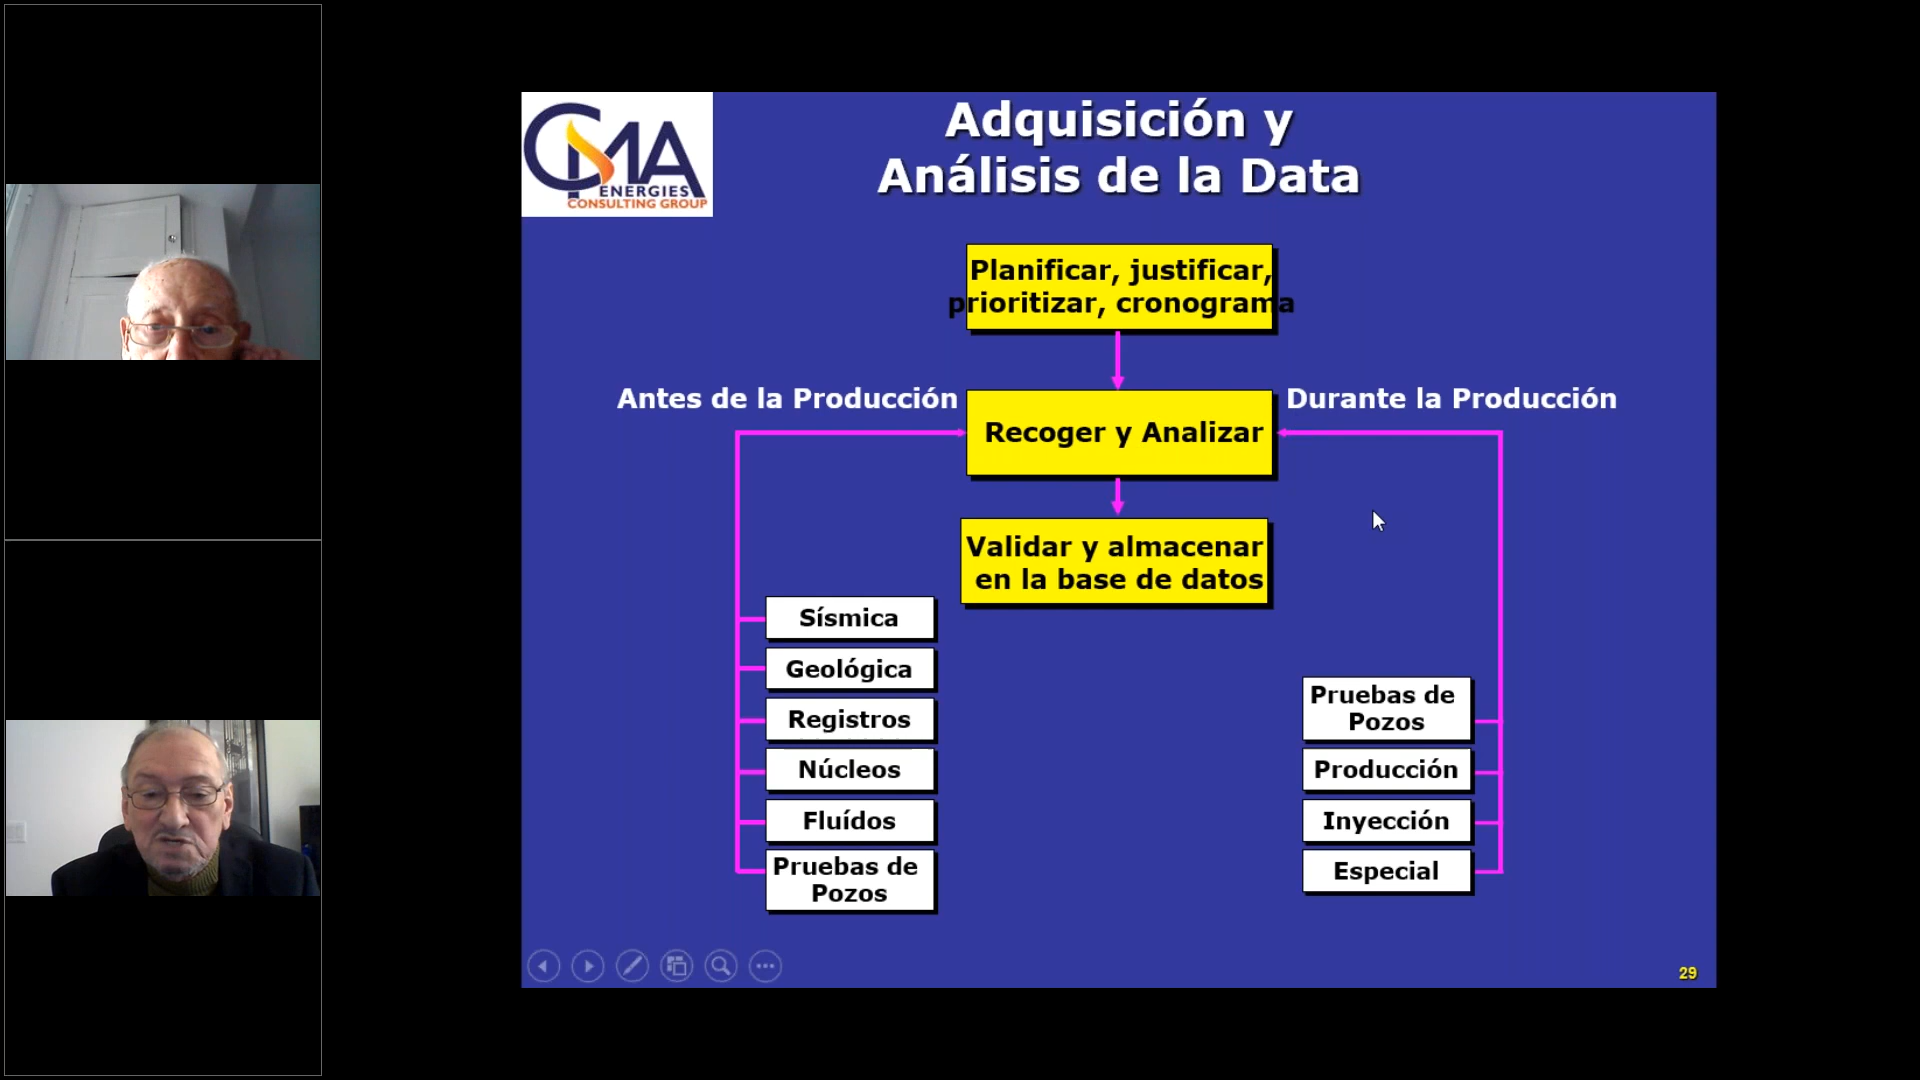 CMA
ENERGIES
CONSULTING GROUP
Adquisición y
Análisis de la Data
Planificar, justificar,
prioritizar, cronograma
Antes de la Producción
Recoger y Analizar
Durante la Producción
Validar y almacenar
en la base de datos
Sísmica
Geológica
Registros
Núcleos
Fluídos
Pruebas de
Pozos
Pruebas de
Pozos
Producción
Inyección
Especial
29